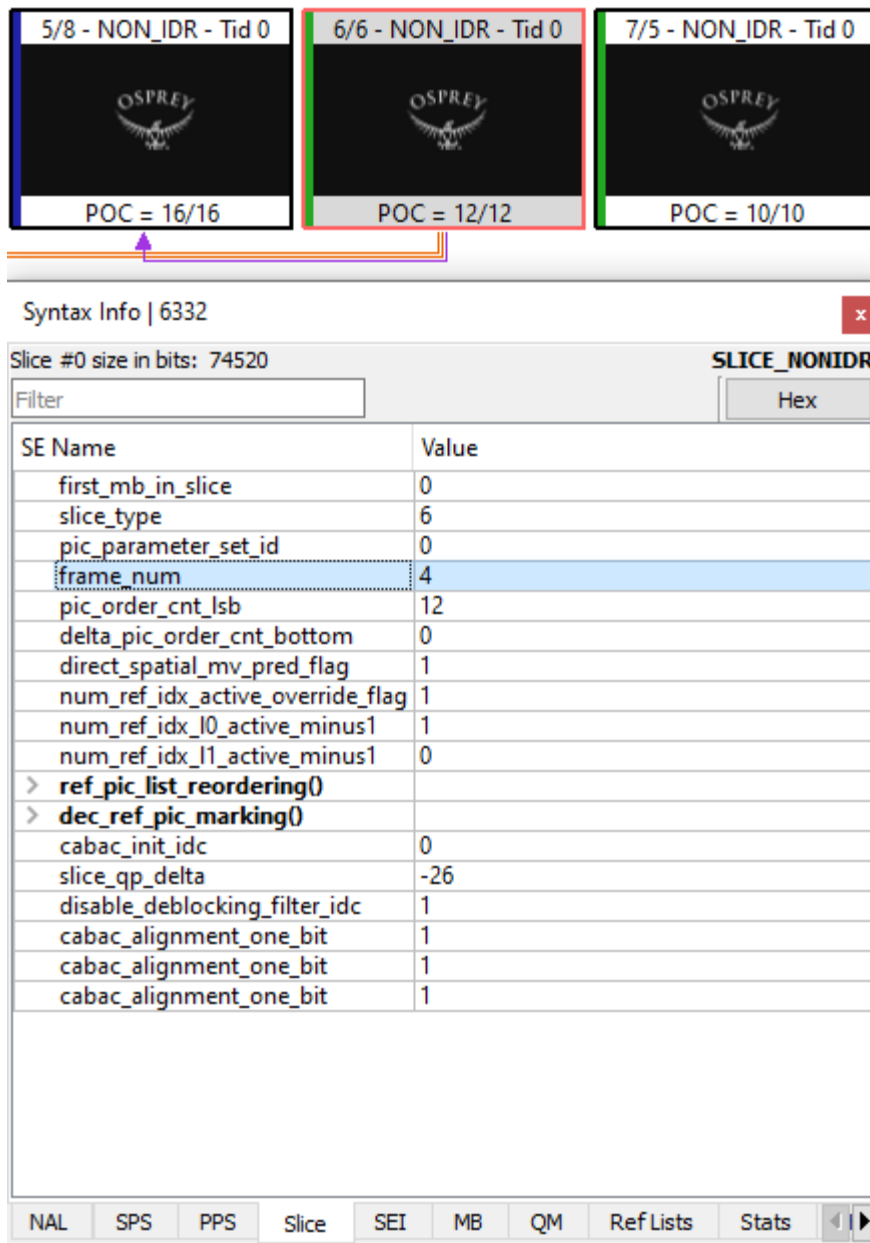 5/8 - NON_IDR - Tid 0
6/6 - NON_IDR - Tid 0
7/5 - NON_IDR - Tid 0
OSPREY
OSPREY
OSPREY
POC = 16/16
POC = 12/12
POC = 10/10
Syntax Info | 6332
x
Slice #0 size in bits: 74520
SLICE_NONIDR
Filter
Hex
SE Name Value
first_mb_in_slice 0
slice_type 6
pic_parameter_set_id 0
frame_num 4
pic_order_cnt_lsb 12
delta_pic_order_cnt_bottom 0
direct_spatial_mv_pred_flag 1
num_ref_idx_active_override_flag 1
num_ref_idx_l0_active_minus1 1
num_ref_idx_l1_active_minus1 0
ref_pic_list_reordering()
dec_ref_pic_marking()
cabac_init_idc 0
slice_qp_delta -26
disable_deblocking_filter_idc 1
cabac_alignment_one_bit 1
cabac_alignment_one_bit 1
cabac_alignment_one_bit 1
NAL SPS PPS Slice SEI MB QM Ref Lists Stats